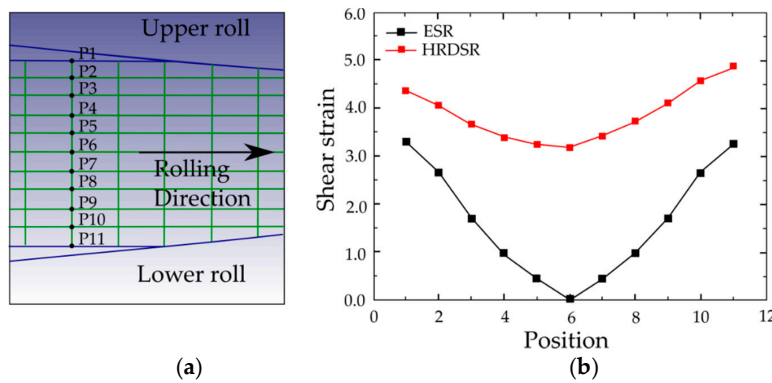 (a)
Upper roll
P1
P2
P3
P4
P5
P6
P7
P8
P9
P10
P11
Rolling
Direction
Lower roll
ESR
HRDSR
Shear strain
6.0
5.0
4.0
3.0
2.0
1.0
0.0
0 2 4 6 8 10 12
Position
(a)
(b)